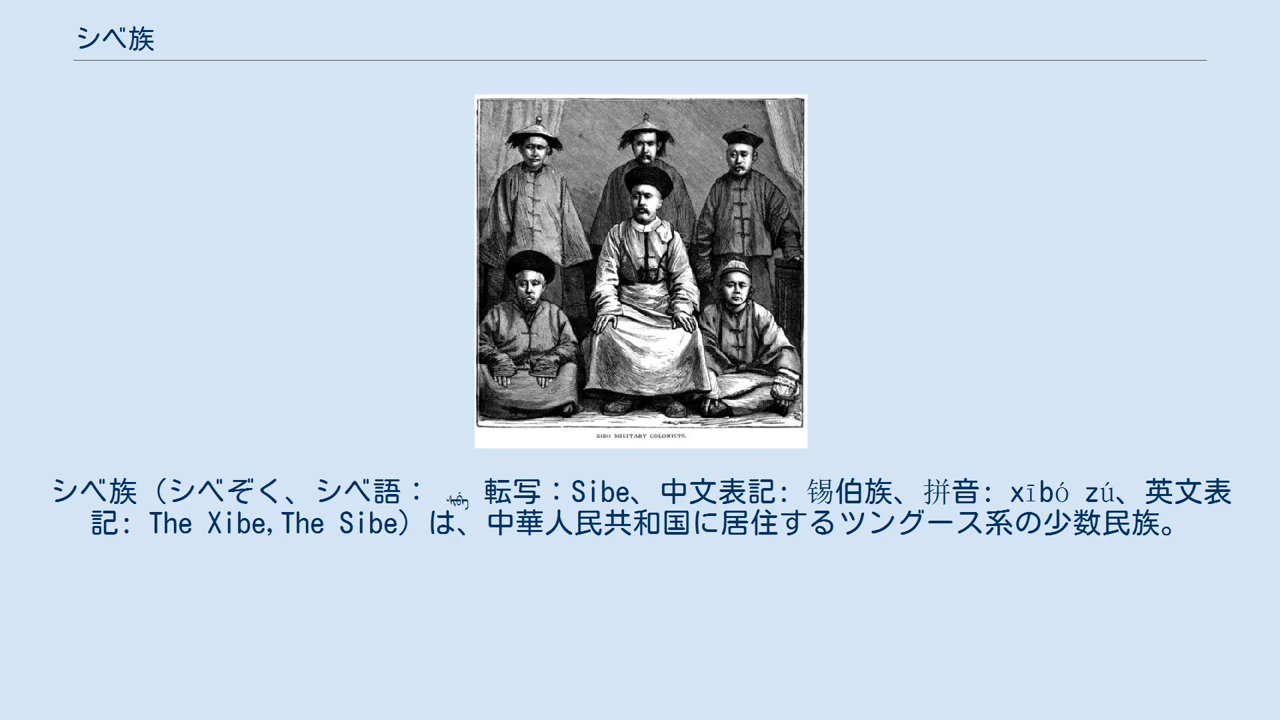 シベ族
SIBO MILITARY COLONISTS.
シベ族（シベぞく、シベ語： 転写：Sibe、中文表記: 锡伯族、拼音: xībó zú、英文表
記: The Xibe,The Sibe）は、中華人民共和国に居住するツングース系の少数民族。